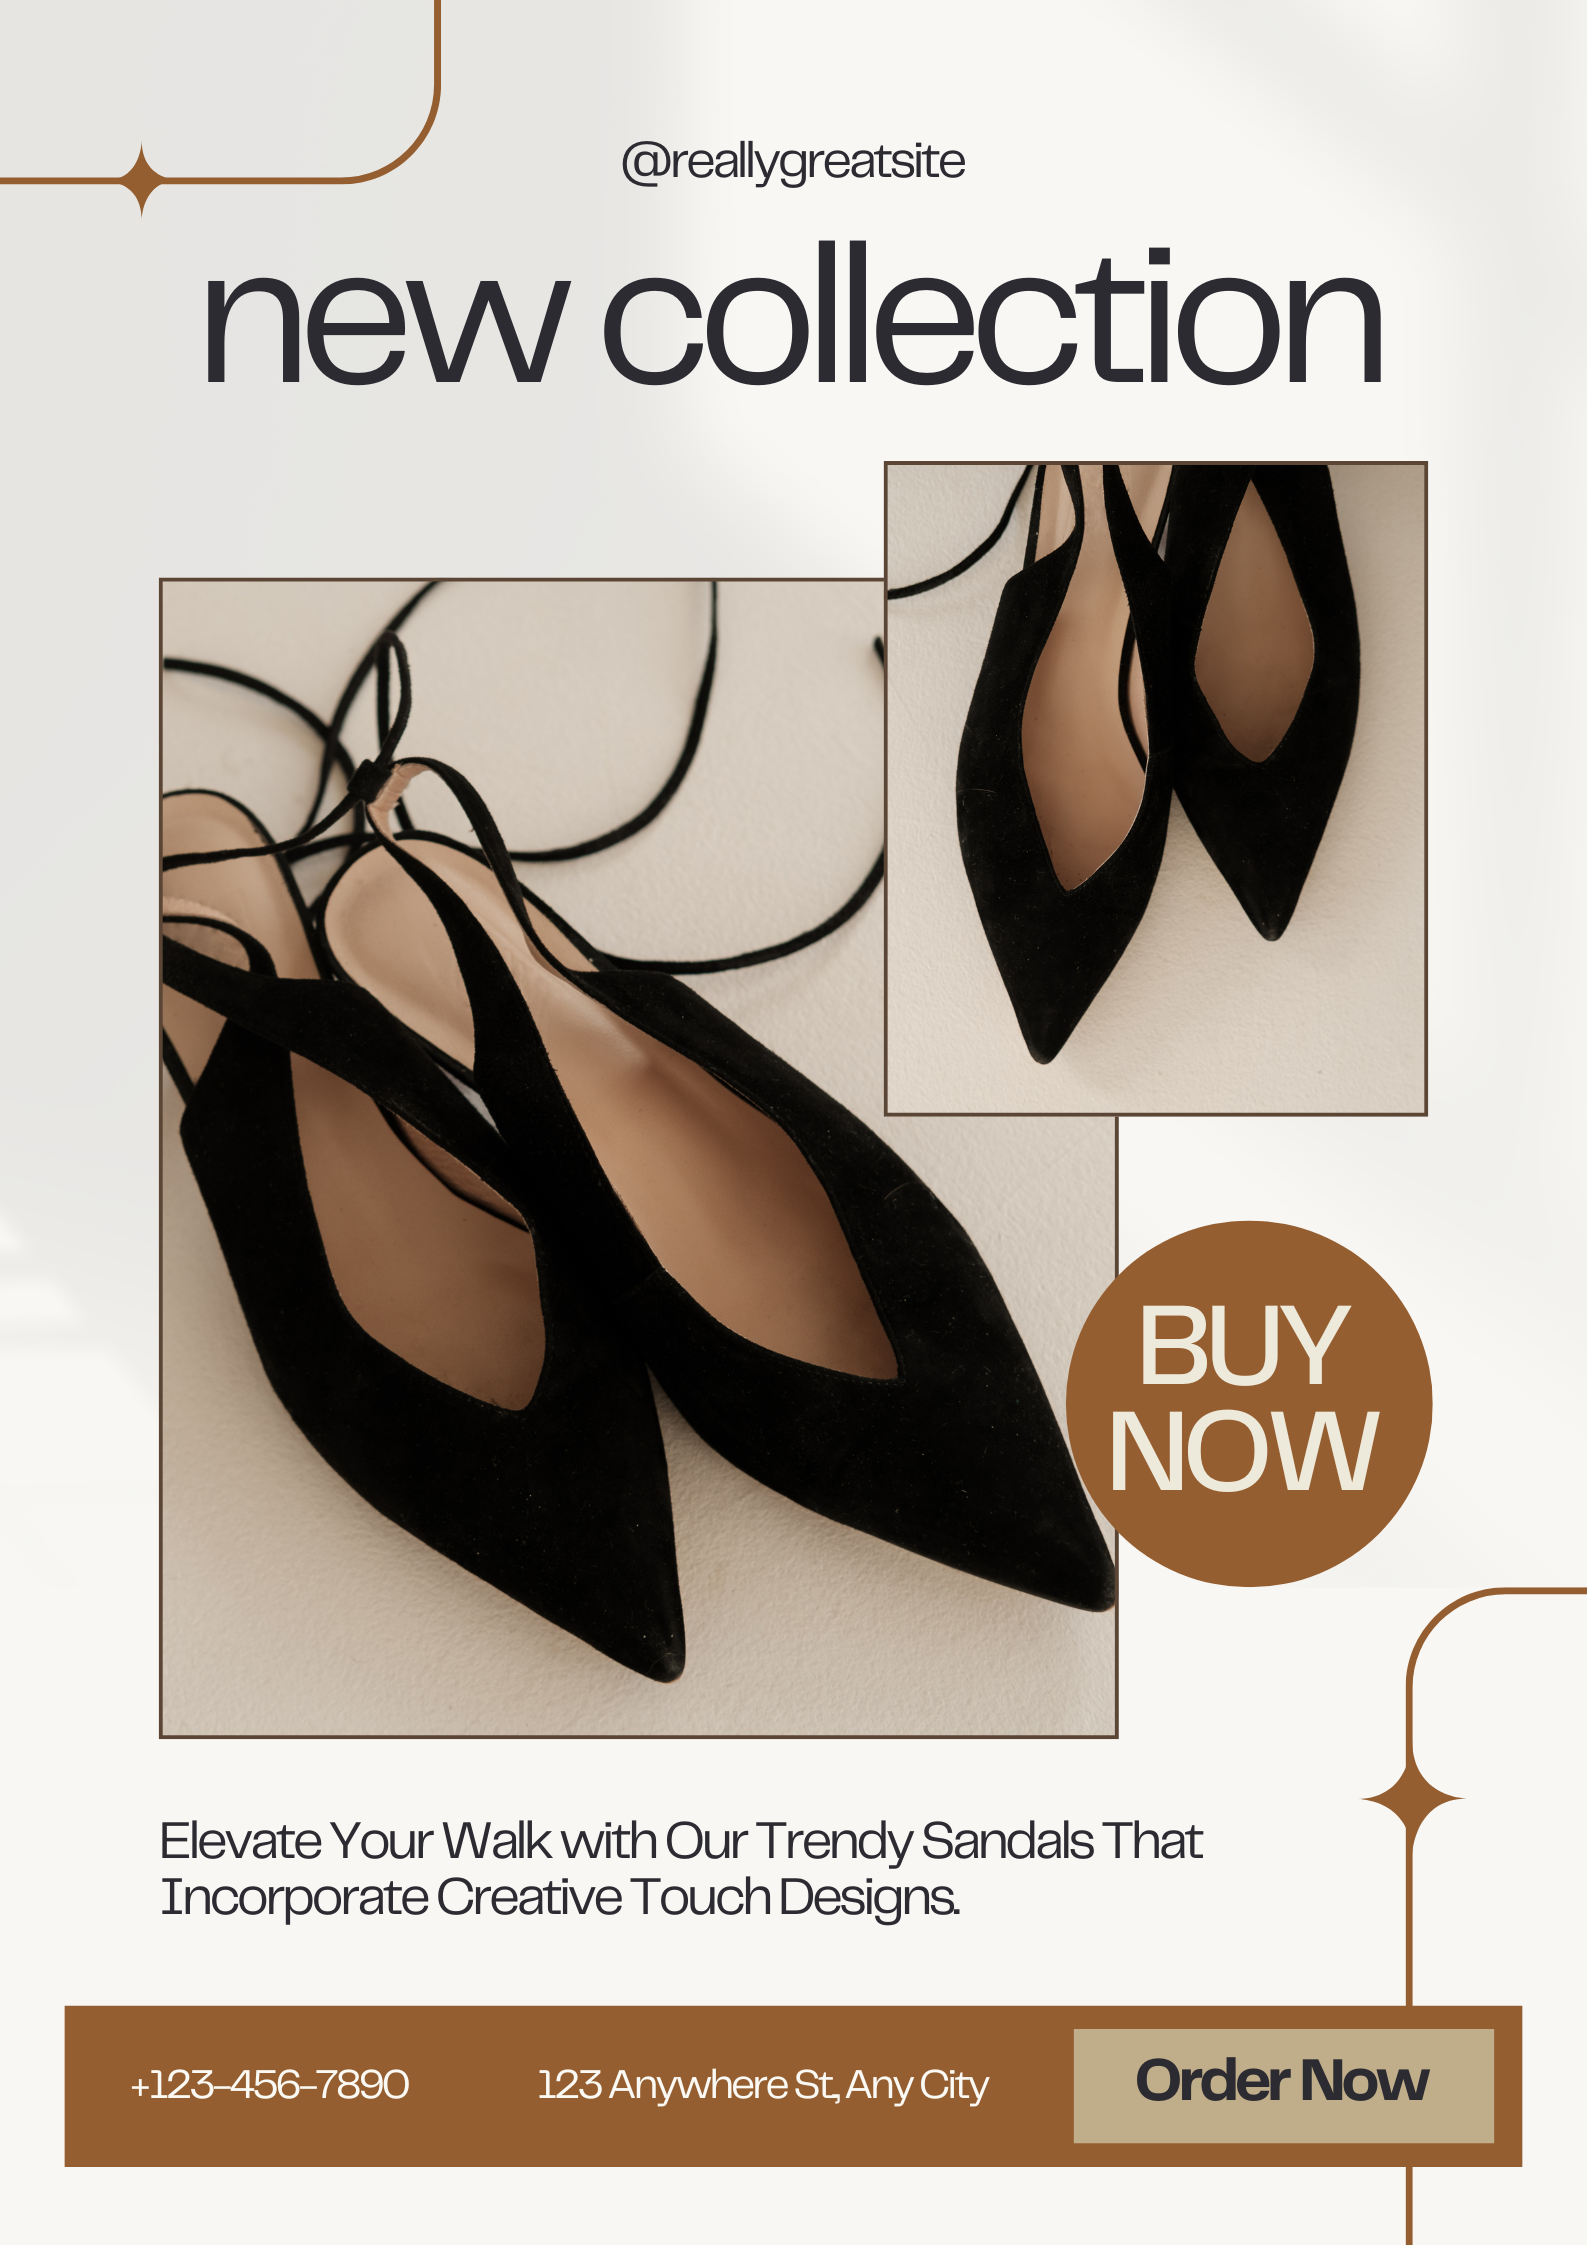 @reallygreatsite
new collection
BUY
NOW
Elevate Your Walk with Our Trendy Sandals That
Incorporate Creative Touch Designs.
+123-456-7890
123 Anywhere St., Any City
Order Now